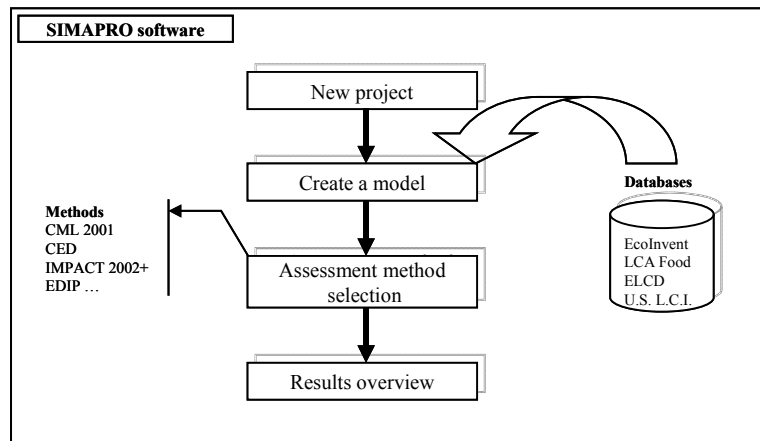 SIMAPRO software
New project
Create a model
Databases
Methods
CML 2001
CED
IMPACT 2002+
EDIP ...
EcoInvent
LCA Food
ELCD
U.S. L.C.I.
Assessment method
selection
Results overview